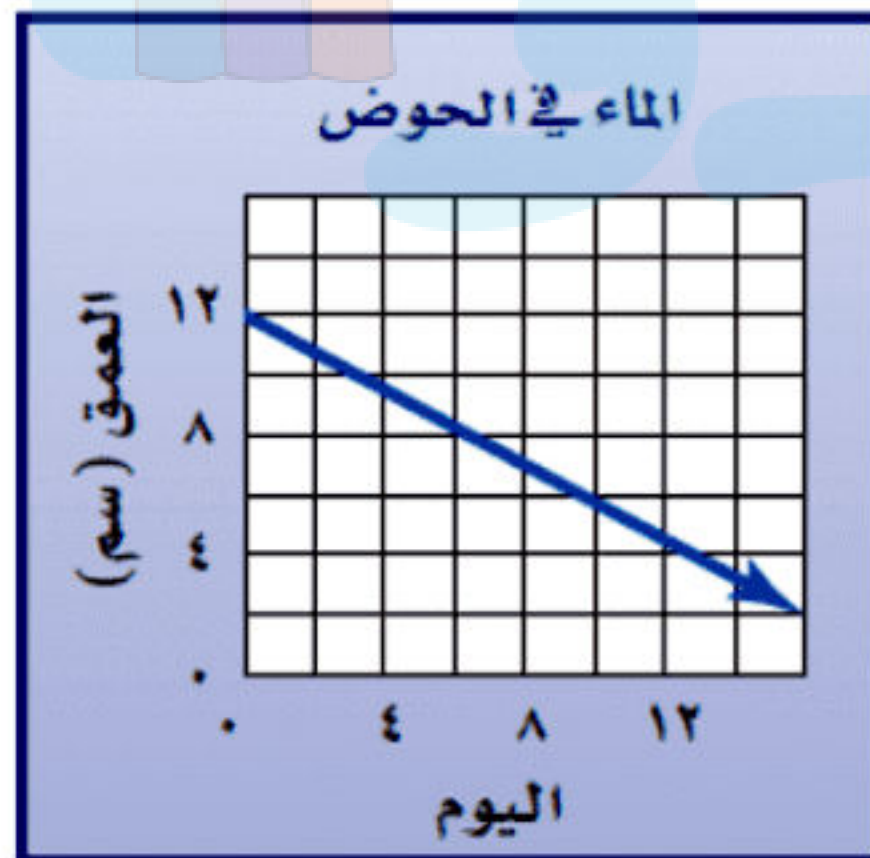 الماء في الحوض
العمق (سم)
١٢
٨
٤
٠
٠ ٤ ٨ ١٢
اليوم